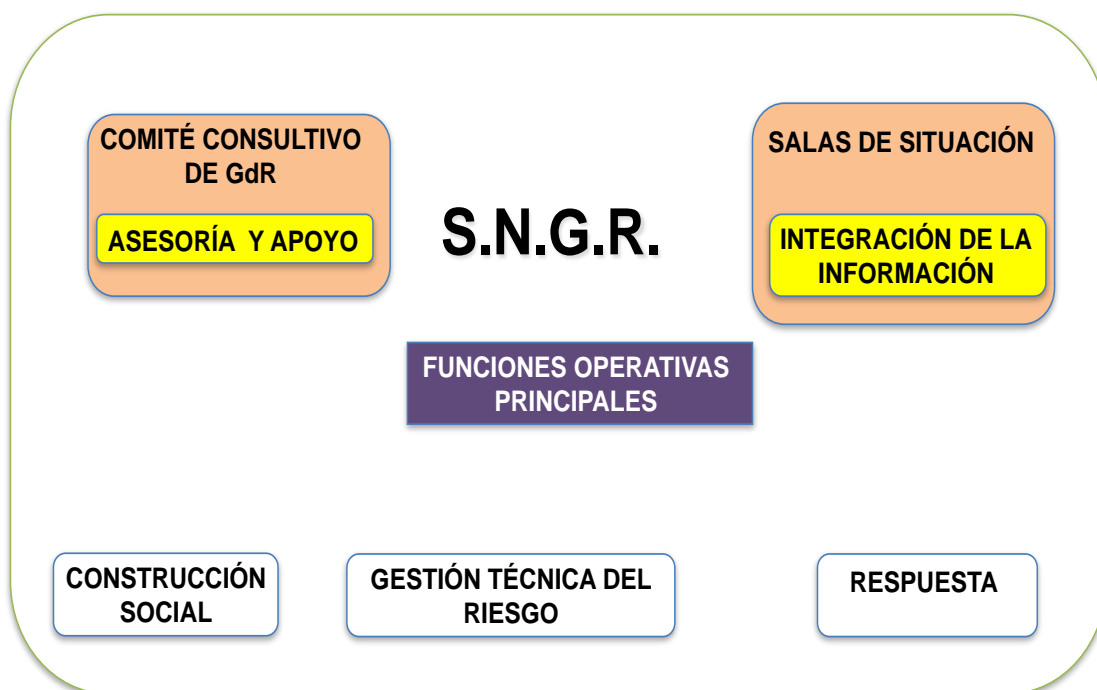 COMITÉ CONSULTIVO
DE GdR
ASESORÍA Y APOYO
S.N.G.R.
SALAS DE SITUACIÓN
INTEGRACIÓN DE LA
INFORMACIÓN
FUNCIONES OPERATIVAS
PRINCIPALES
CONSTRUCCIÓN
SOCIAL
GESTIÓN TÉCNICA DEL
RIESGO
RESPUESTA